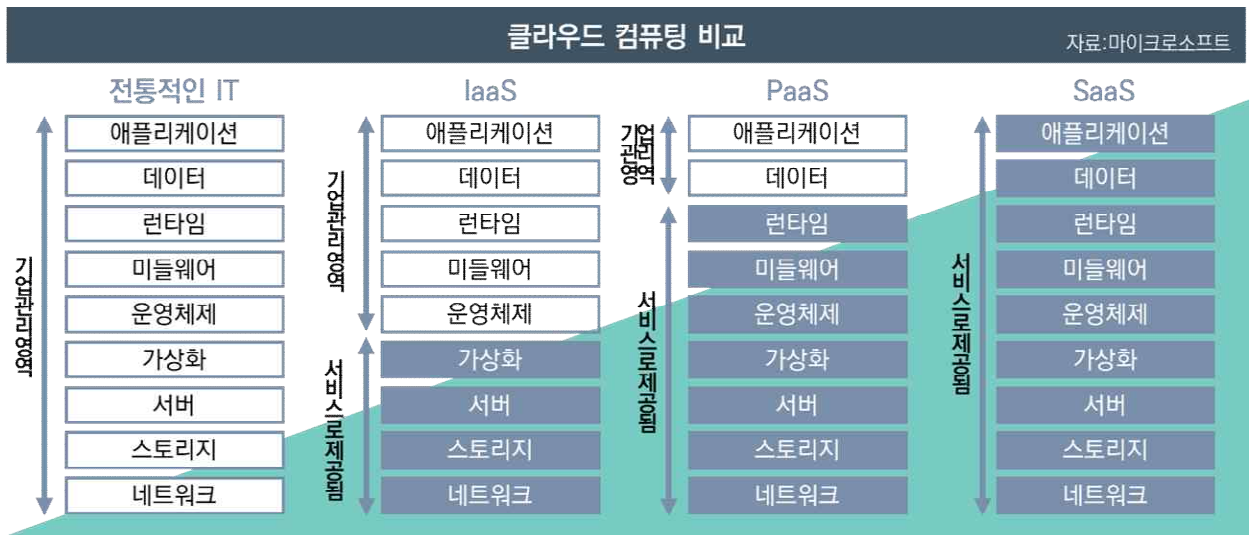 클라우드 컴퓨팅 비교
자료:마이크로소프트
전통적인 IT
기업관리영역
애플리케이션
데이터
런타임
미들웨어
운영체제
가상화
서버
스토리지
네트워크
IaaS
기업관리영역
서비스로제공됨
애플리케이션
데이터
런타임
미들웨어
운영체제
가상화
서버
스토리지
네트워크
PaaS
기업
관리
영역
서비스로제공됨
애플리케이션
데이터
런타임
미들웨어
운영체제
가상화
서버
스토리지
네트워크
SaaS
서비스로제공됨
애플리케이션
데이터
런타임
미들웨어
운영체제
가상화
서버
스토리지
네트워크